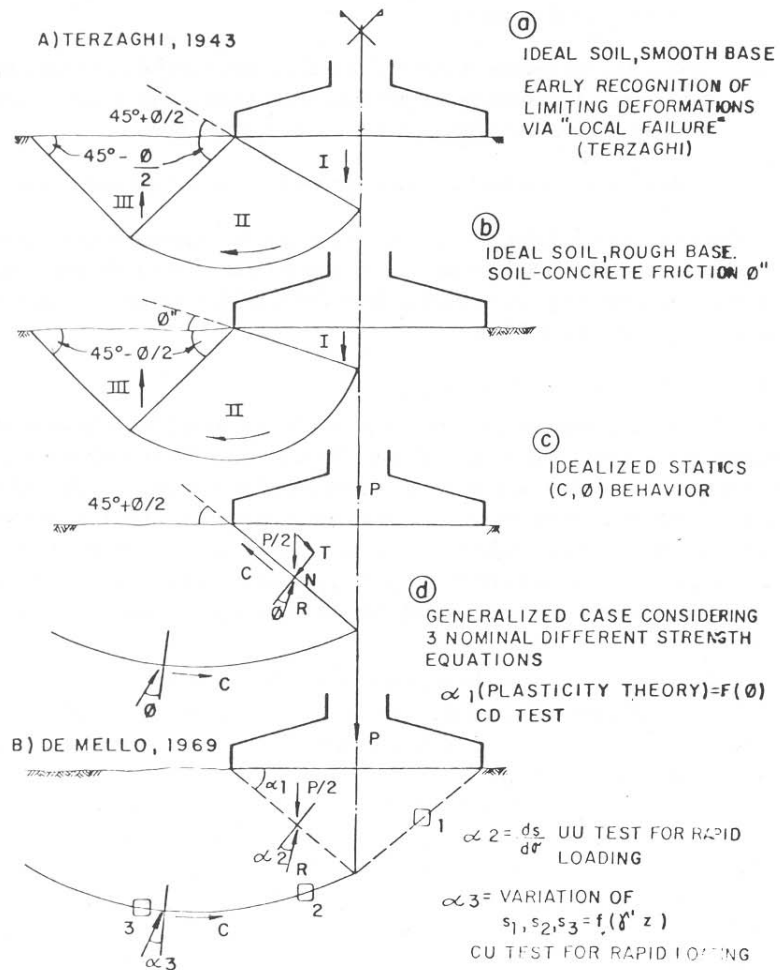 A) TERZAGHI, 1943
ⓐ
IDEAL SOIL, SMOOTH BASE
EARLY RECOGNITION OF
LIMITING DEFORMATIONS
VIA "LOCAL FAILURE"
(TERZAGHI)
45°+Ø/2
45°-Ø/2
I
II
III
ⓑ
IDEAL SOIL, ROUGH BASE.
SOIL-CONCRETE FRICTION Ø"
Ø"
45°-Ø/2
I
II
III
ⓒ
IDEALIZED STATICS
(C, Ø) BEHAVIOR
P
45°+Ø/2
P/2
T
C
N
Ø
R
C
Ø
ⓓ
GENERALIZED CASE CONSIDERING
3 NOMINAL DIFFERENT STRENGTH
EQUATIONS
α 1 (PLASTICITY THEORY)=F(Ø)
CD TEST
P
B) DE MELLO, 1969
α1
P/2
1
α2
R
α 2 = ds/dσ UU TEST FOR RAPID
LOADING
3
C
2
α3
α3 = VARIATION OF
s1, s2, s3 = f (γ' z)
CU TEST FOR RAPID LOADING